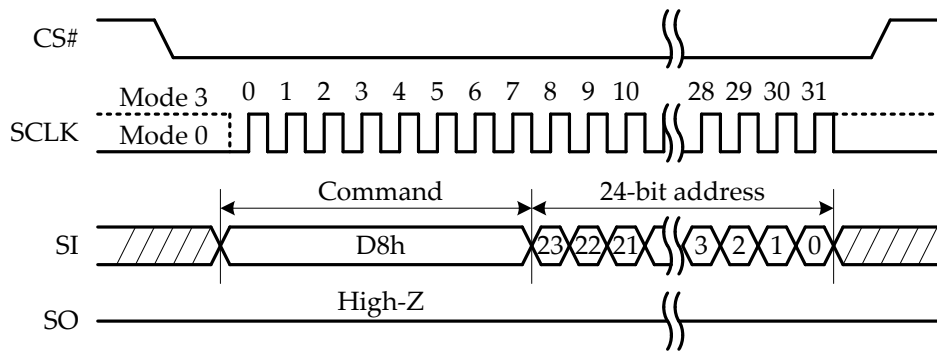 CS#
Mode 3 0 1 2 3 4 5 6 7 8 9 10 28 29 30 31
SCLK Mode 0
Command 24-bit address
SI D8h 23 22 21 3 2 1 0
High-Z
SO